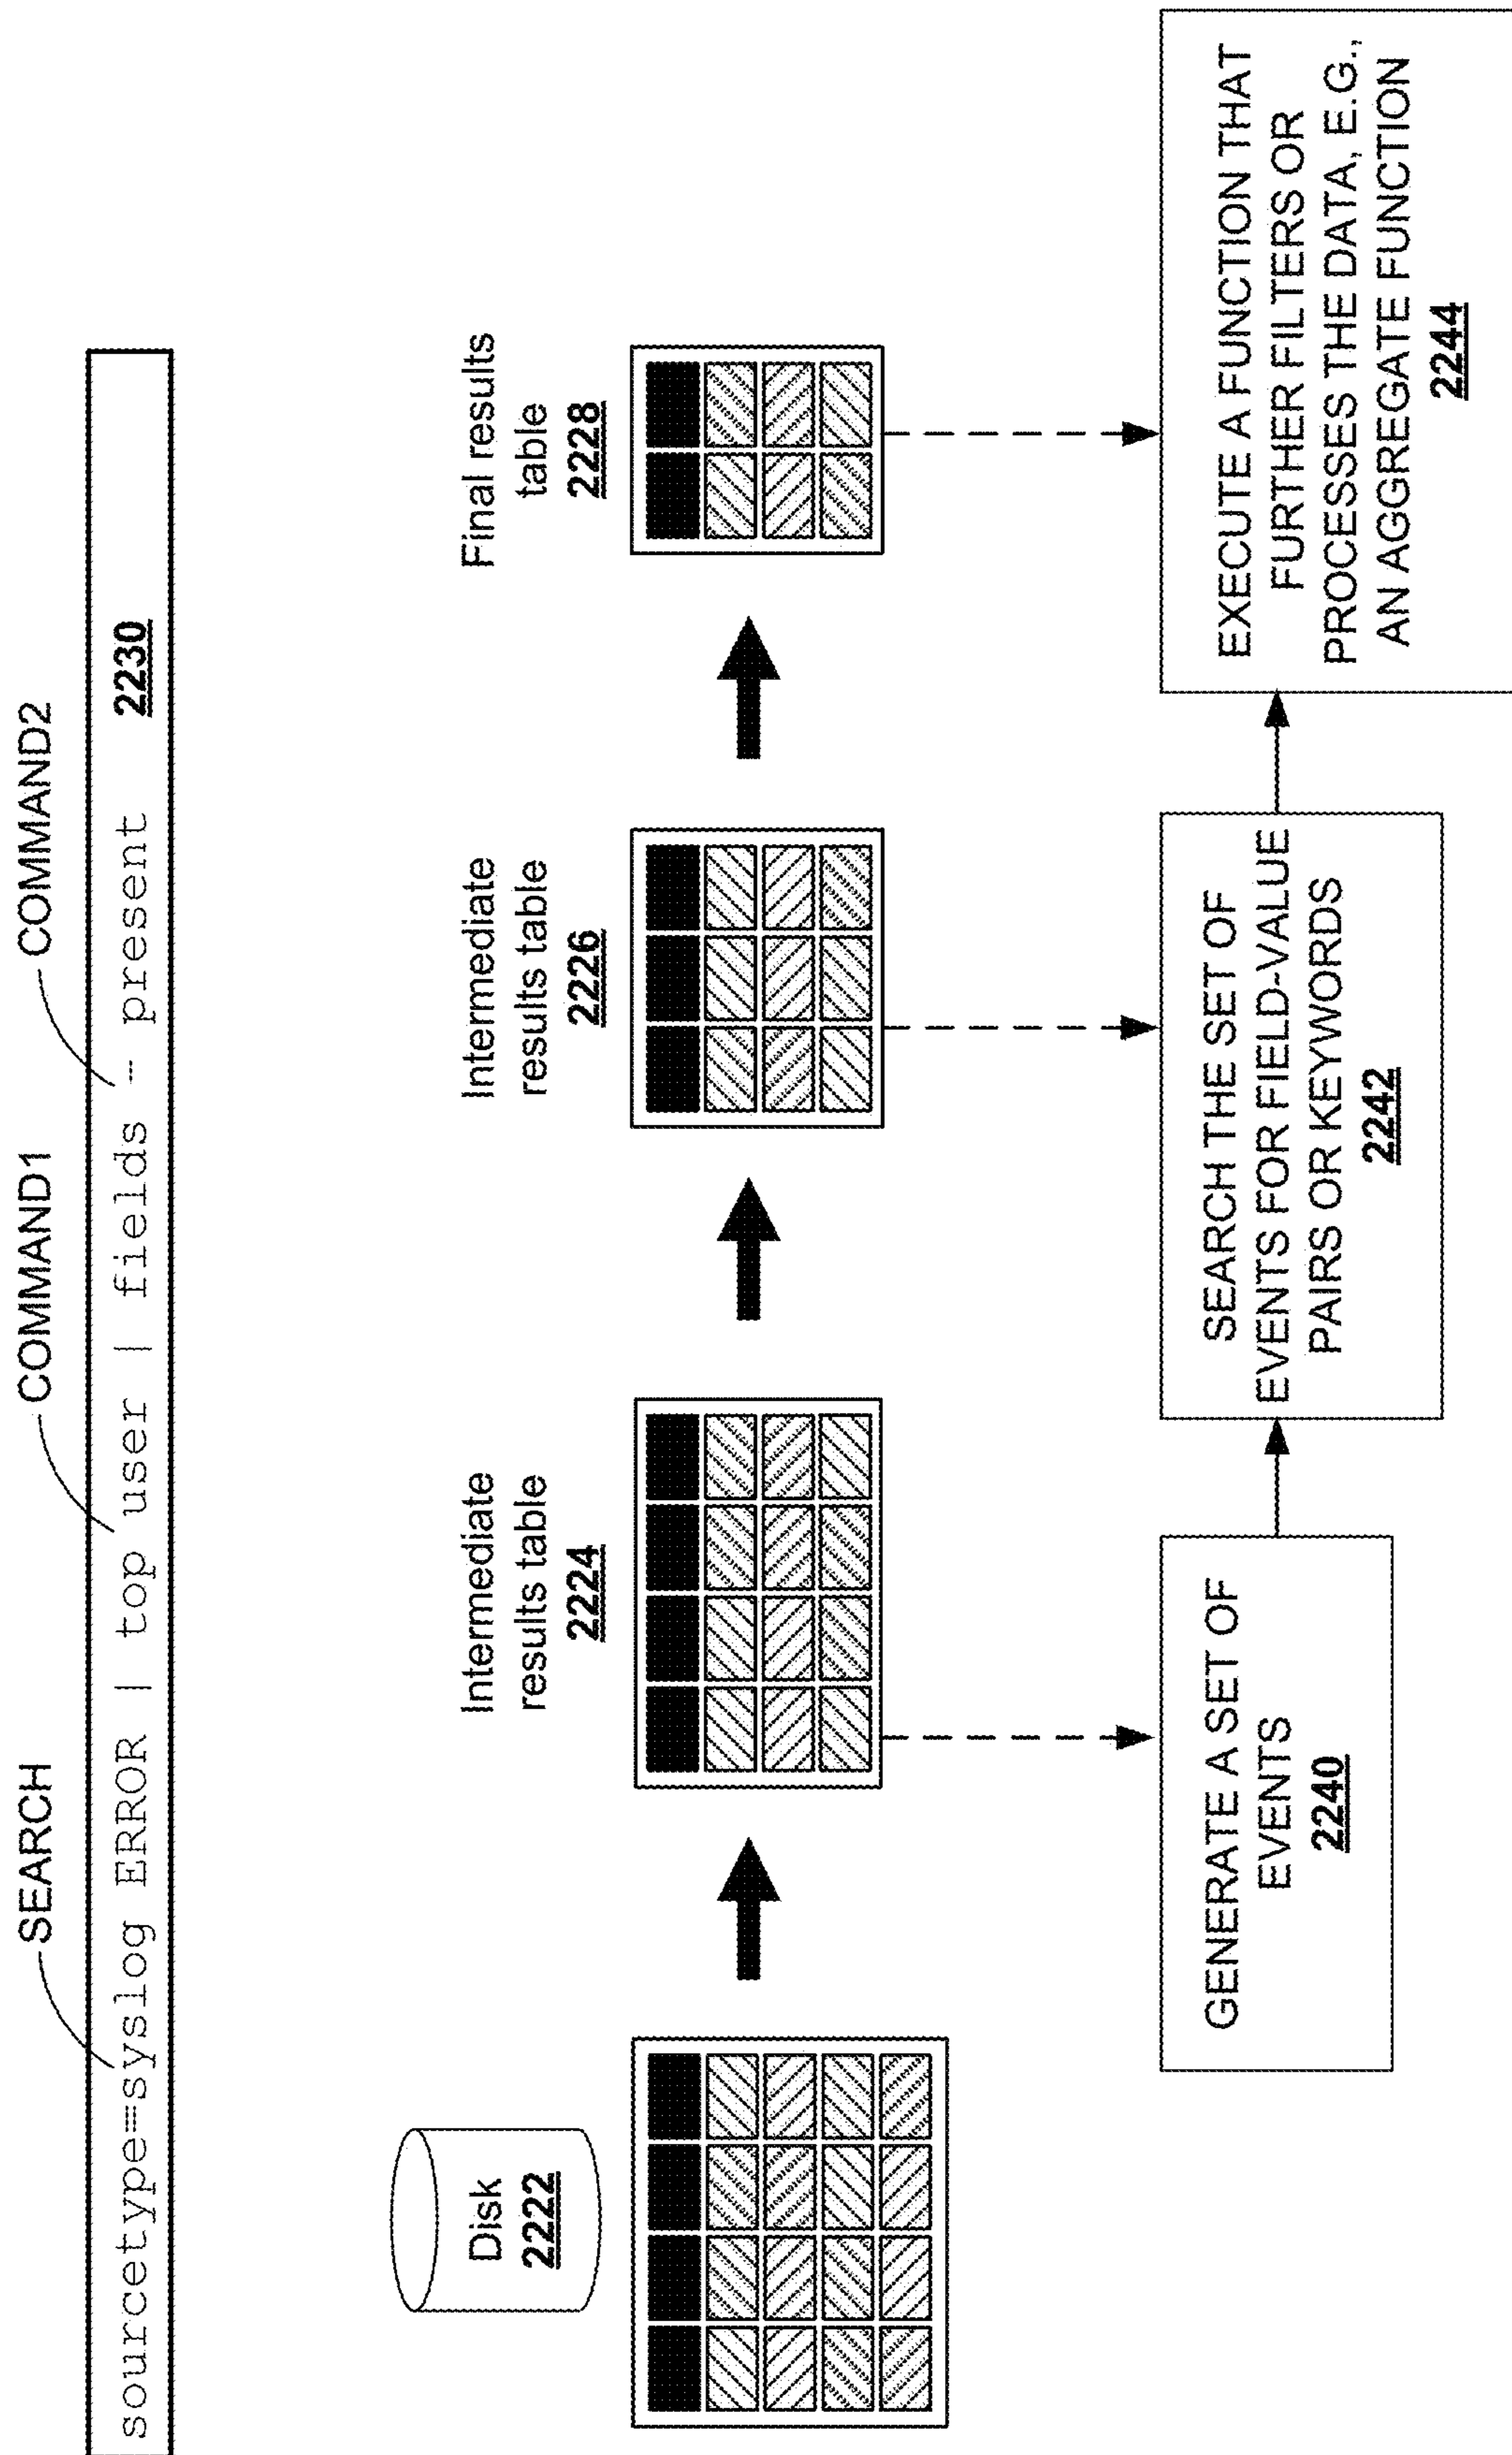 SEARCH
COMMAND1
COMMAND2
sourcetype=syslog ERROR | top user | fields – present 2230
Disk
2222
Intermediate
results table
2224
Intermediate
results table
2226
Final results
table
2228
GENERATE A SET OF
EVENTS
2240
SEARCH THE SET OF
EVENTS FOR FIELD-VALUE
PAIRS OR KEYWORDS
2242
EXECUTE A FUNCTION THAT
FURTHER FILTERS OR
PROCESSES THE DATA, E.G.,
AN AGGREGATE FUNCTION
2244